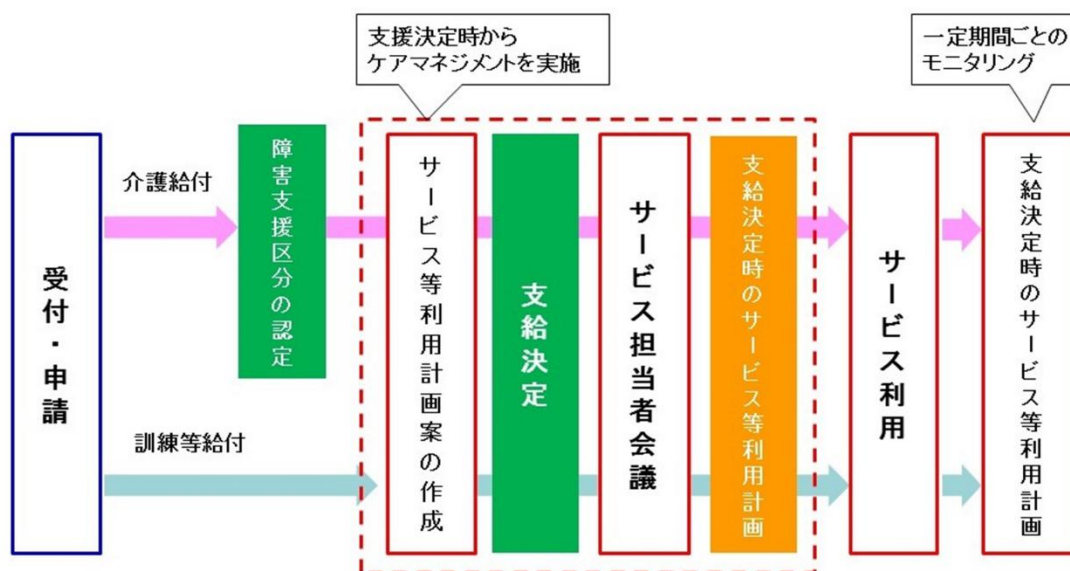 支援決定時から
ケアマネジメントを実施
一定期間ごとの
モニタリング
受付・申請
介護給付
訓練等給付
障害支援区分の認定
サービス等利用計画案の作成
支給決定
サービス担当者会議
支給決定時のサービス等利用計画
サービス利用
支給決定時のサービス等利用計画